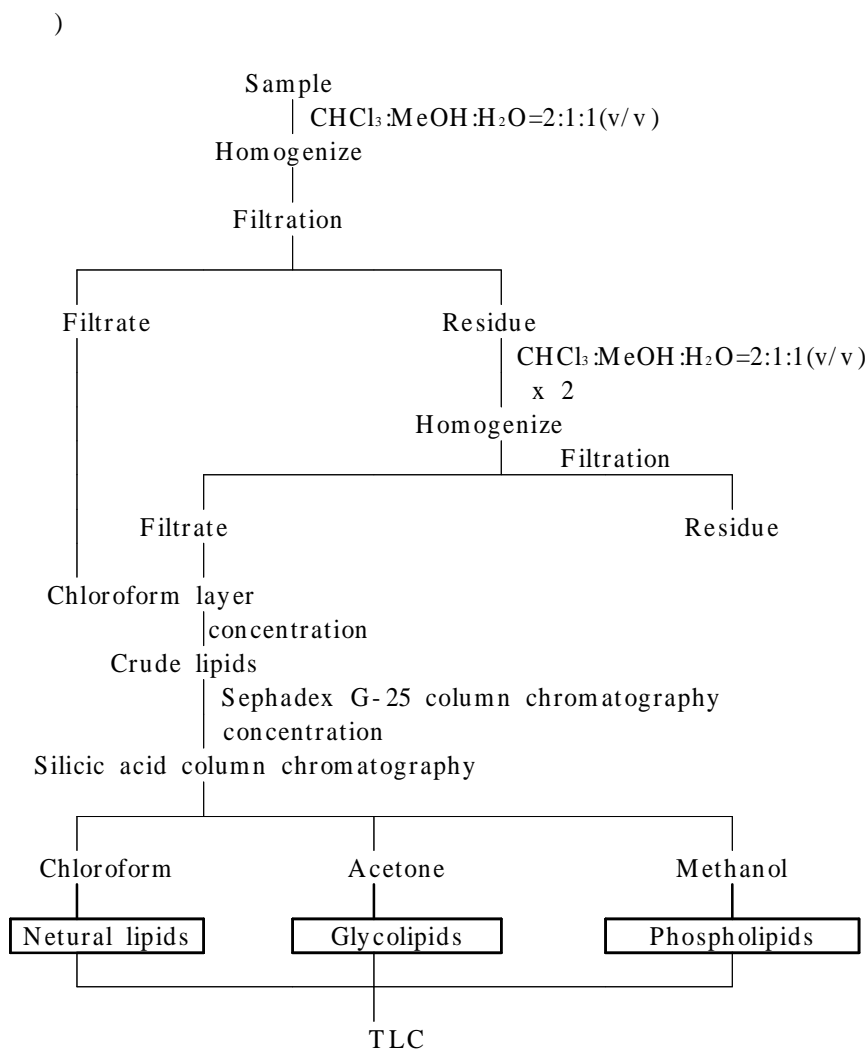 )
Sample
CHCl₃:MeOH:H₂O=2:1:1(v/v)
Homogenize
Filtration
Filtrate Residue
CHCl₃:MeOH:H₂O=2:1:1(v/v)
x 2
Homogenize
Filtration
Filtrate Residue
Chloroform layer
concentration
Crude lipids
Sephadex G-25 column chromatography
concentration
Silicic acid column chromatography
Chloroform Acetone Methanol
Netural lipids Glycolipids Phospholipids
TLC